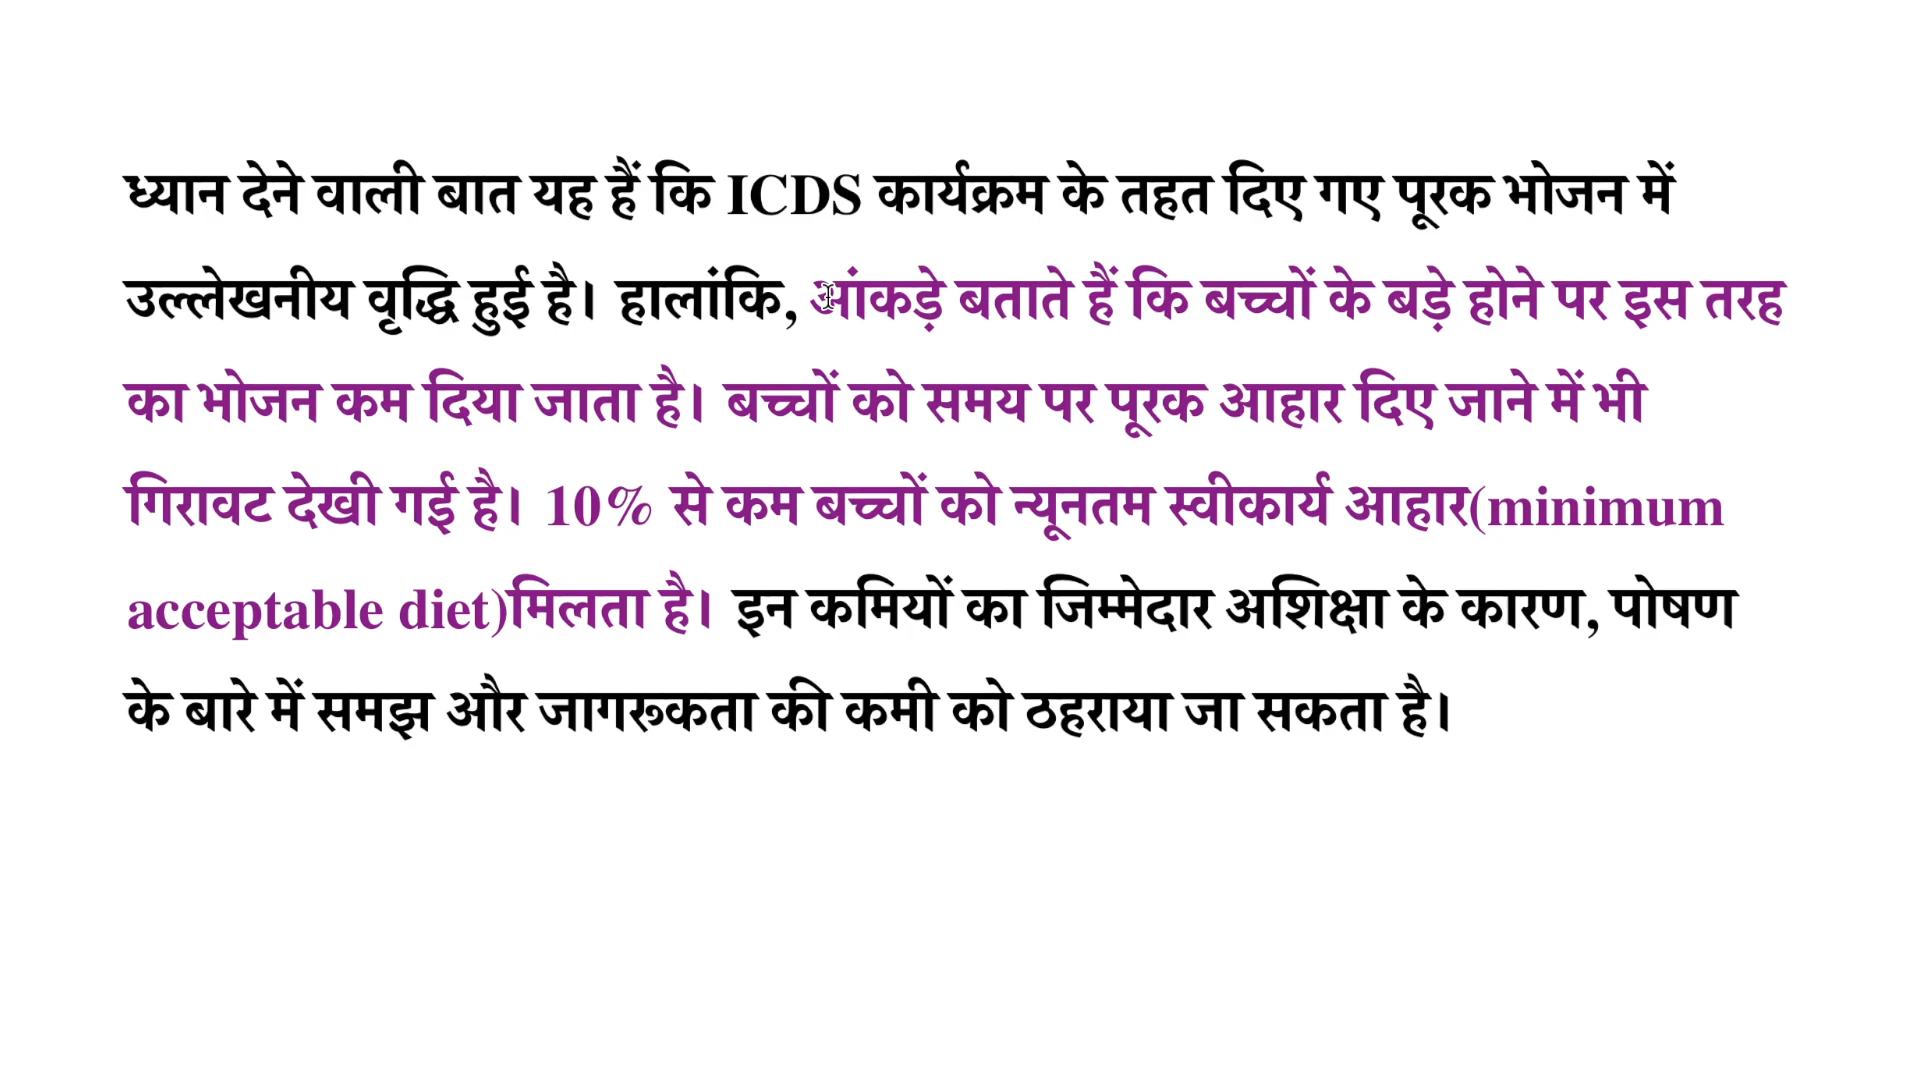 ध्यान देने वाली बात यह हैं कि ICDS कार्यक्रम के तहत दिए गए पूरक भोजन में
उल्लेखनीय वृद्धि हुई है। हालांकि, आंकड़े बताते हैं कि बच्चों के बड़े होने पर इस तरह
का भोजन कम दिया जाता है। बच्चों को समय पर पूरक आहार दिए जाने में भी
गिरावट देखी गई है। 10% से कम बच्चों को न्यूनतम स्वीकार्य आहार(minimum
acceptable diet)मिलता है। इन कमियों का जिम्मेदार अशिक्षा के कारण, पोषण
के बारे में समझ और जागरूकता की कमी को ठहराया जा सकता है।